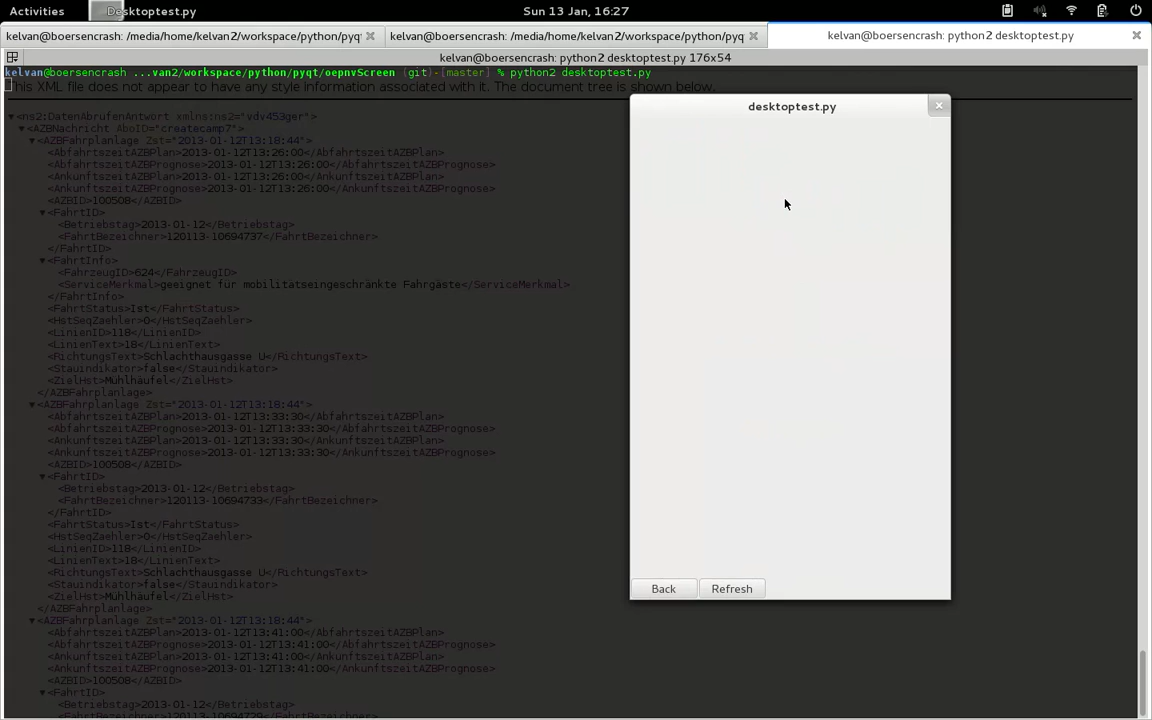 Activities Desktoptest.py Sun 13 Jan, 16:27
kelvan@boersencrash: /media/home/kelvan2/workspace/python/pyq kelvan@boersencrash: /media/home/kelvan2/workspace/python/pyq kelvan@boersencrash: python2 desktoptest.py
kelvan@boersencrash: python2 desktoptest.py 176x54
kelvan@boersencrash ...van2/workspace/python/pyqt/oepnvScreen (git)-[master] % python2 desktoptest.py
This XML file does not appear to have any style information associated with it. The document tree is shown below.
<ns2:DatenAbrufenAntwort xmlns:ns2="vdv453ger">
<AZBNachricht AboID="createcamp7">
<AZBFahrplanlage Zst="2013-01-12T13:18:44">
<AbfahrtszeitAZBPlan>2013-01-12T13:26:00</AbfahrtszeitAZBPlan>
<AbfahrtszeitAZBPrognose>2013-01-12T13:26:00</AbfahrtszeitAZBPrognose>
<AnkunftszeitAZBPlan>2013-01-12T13:26:00</AnkunftszeitAZBPlan>
<AnkunftszeitAZBPrognose>2013-01-12T13:26:00</AnkunftszeitAZBPrognose>
<AZBID>100508</AZBID>
<FahrtID>
<Betriebstag>2013-01-12</Betriebstag>
<FahrtBezeichner>120113-10694737</FahrtBezeichner>
</FahrtID>
<FahrtInfo>
<FahrzeugID>624</FahrzeugID>
<ServiceMerkmal>geeignet für mobilitätseingeschränkte Fahrgäste</ServiceMerkmal>
</FahrtInfo>
<FahrtStatus>Ist</FahrtStatus>
<HstSeqZaehler>0</HstSeqZaehler>
<LinienID>118</LinienID>
<LinienText>18</LinienText>
<RichtungsText>Schlachthausgasse U</RichtungsText>
<Stauindikator>false</Stauindikator>
<ZielHst>Mühlhäufel</ZielHst>
</AZBFahrplanlage>
<AZBFahrplanlage Zst="2013-01-12T13:18:44">
<AbfahrtszeitAZBPlan>2013-01-12T13:33:30</AbfahrtszeitAZBPlan>
<AbfahrtszeitAZBPrognose>2013-01-12T13:33:30</AbfahrtszeitAZBPrognose>
<AnkunftszeitAZBPlan>2013-01-12T13:33:30</AnkunftszeitAZBPlan>
<AnkunftszeitAZBPrognose>2013-01-12T13:33:30</AnkunftszeitAZBPrognose>
<AZBID>100508</AZBID>
<FahrtID>
<Betriebstag>2013-01-12</Betriebstag>
<FahrtBezeichner>120113-10694733</FahrtBezeichner>
</FahrtID>
<FahrtStatus>Ist</FahrtStatus>
<HstSeqZaehler>0</HstSeqZaehler>
<LinienID>118</LinienID>
<LinienText>18</LinienText>
<RichtungsText>Schlachthausgasse U</RichtungsText>
<Stauindikator>false</Stauindikator>
<ZielHst>Mühlhäufel</ZielHst>
</AZBFahrplanlage>
<AZBFahrplanlage Zst="2013-01-12T13:18:44">
<AbfahrtszeitAZBPlan>2013-01-12T13:41:00</AbfahrtszeitAZBPlan>
<AbfahrtszeitAZBPrognose>2013-01-12T13:41:00</AbfahrtszeitAZBPrognose>
<AnkunftszeitAZBPlan>2013-01-12T13:41:00</AnkunftszeitAZBPlan>
<AnkunftszeitAZBPrognose>2013-01-12T13:41:00</AnkunftszeitAZBPrognose>
<AZBID>100508</AZBID>
<FahrtID>
<Betriebstag>2013-01-12</Betriebstag>
<FahrtBezeichner>120113-10694729</FahrtBezeichner>
desktoptest.py
Back Refresh